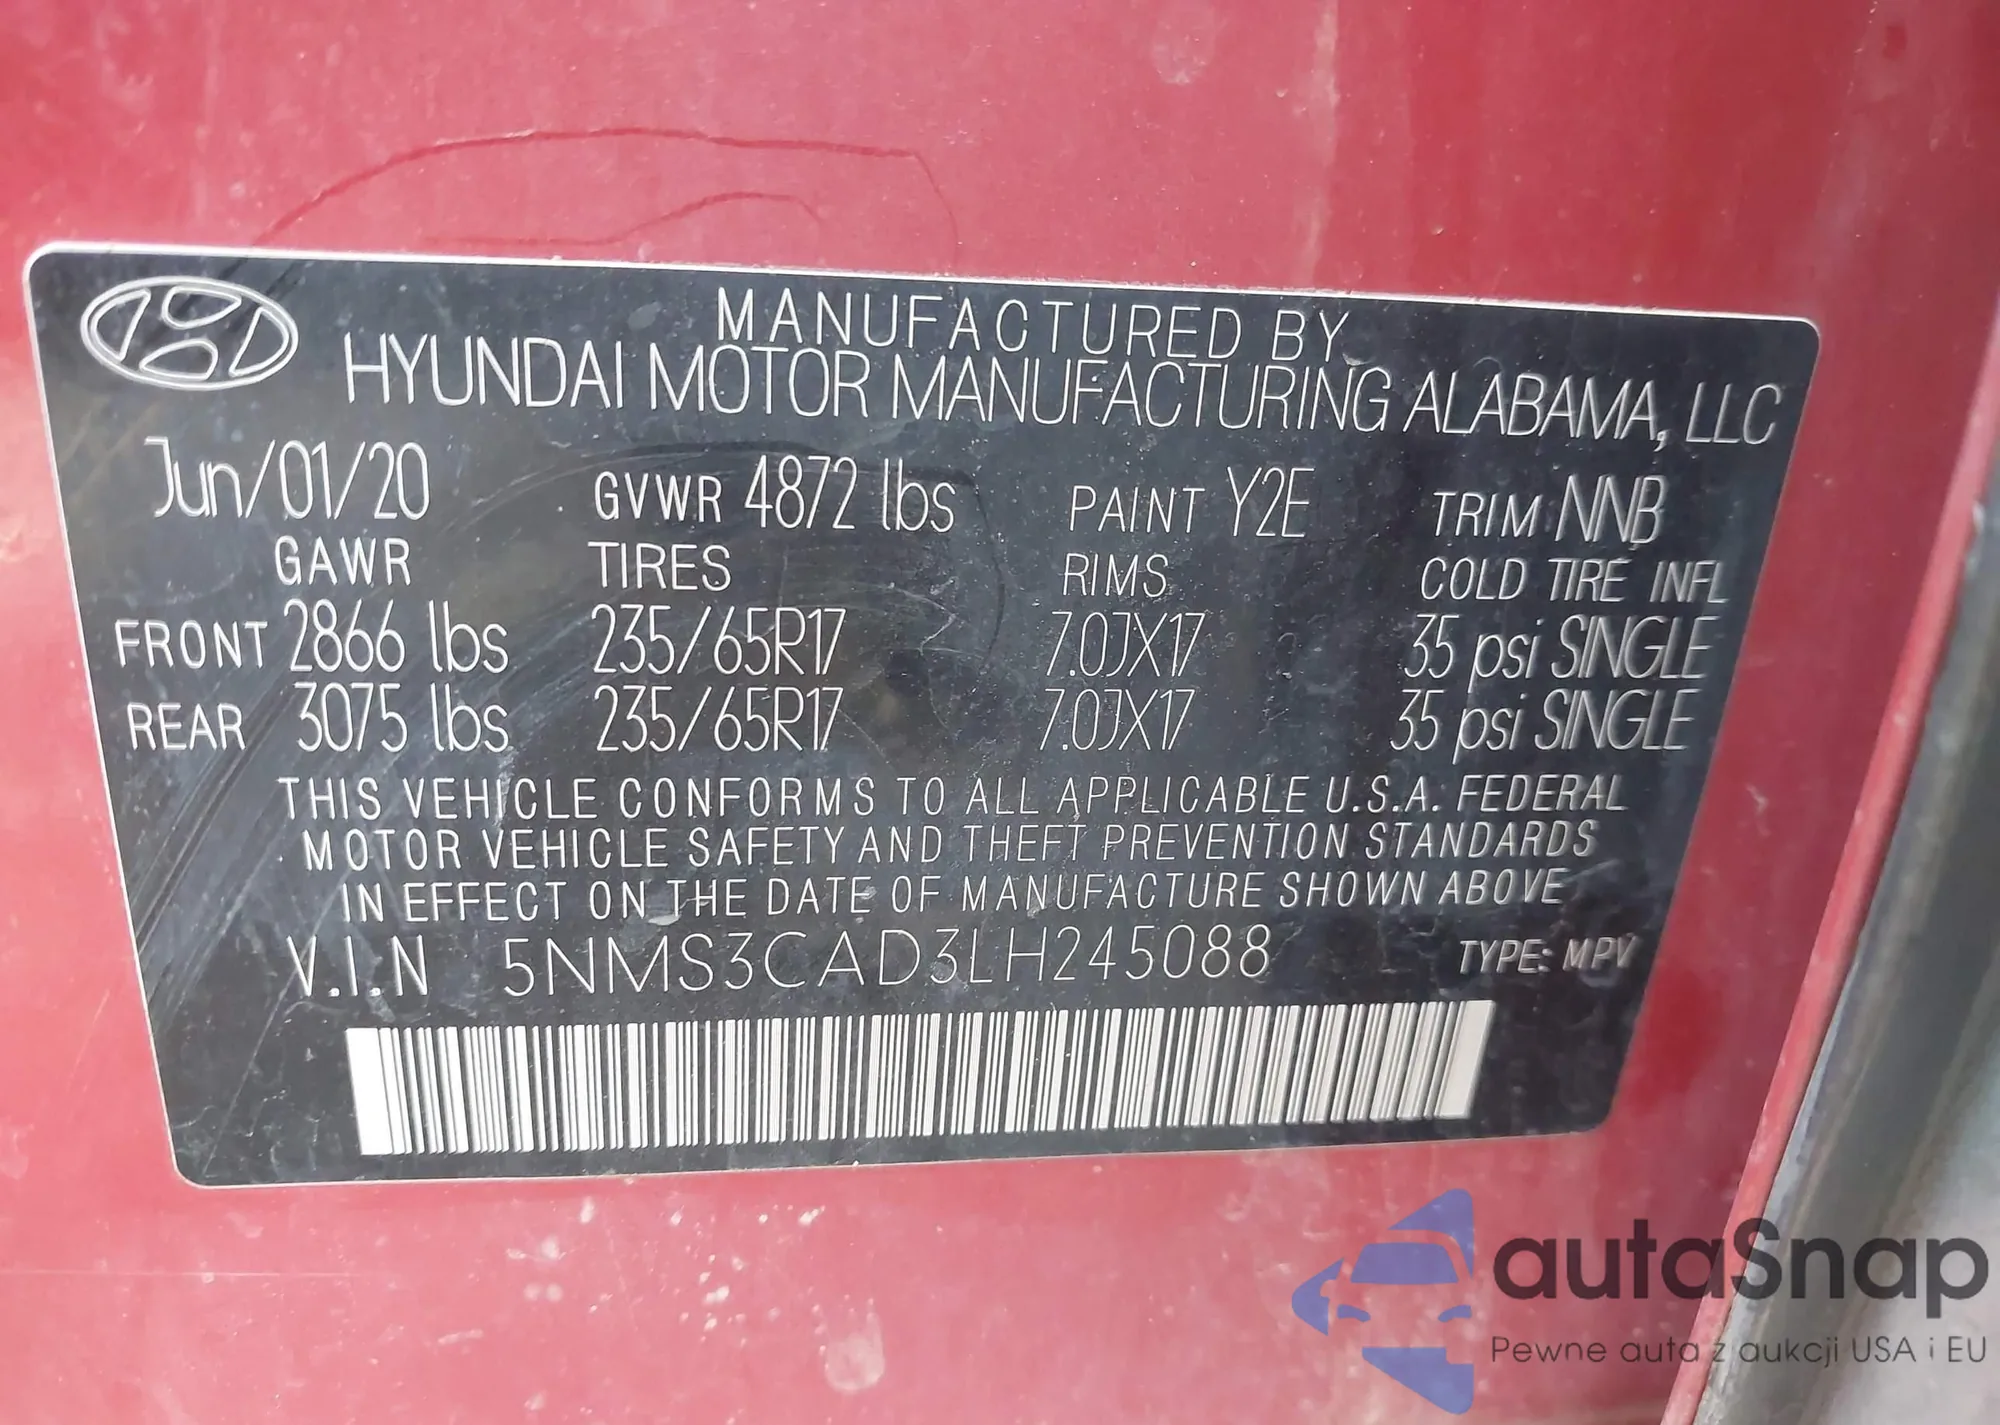 MANUFACTURED BY
HYUNDAI MOTOR MANUFACTURING ALABAMA, LLC
Jun/01/20 GVWR 4872 lbs PAINT Y2E TRIM NNB
GAWR TIRES RIMS COLD TIRE INFL
FRONT 2866 lbs 235/65R17 7.0JX17 35 psi SINGLE
REAR 3075 lbs 235/65R17 7.0JX17 35 psi SINGLE
THIS VEHICLE CONFORMS TO ALL APPLICABLE U.S.A. FEDERAL
MOTOR VEHICLE SAFETY AND THEFT PREVENTION STANDARDS
IN EFFECT ON THE DATE OF MANUFACTURE SHOWN ABOVE
V.I.N 5NMS3CAD3LH245088 TYPE: MPV
autaSnap
Pewne auta z aukcji USA i EU